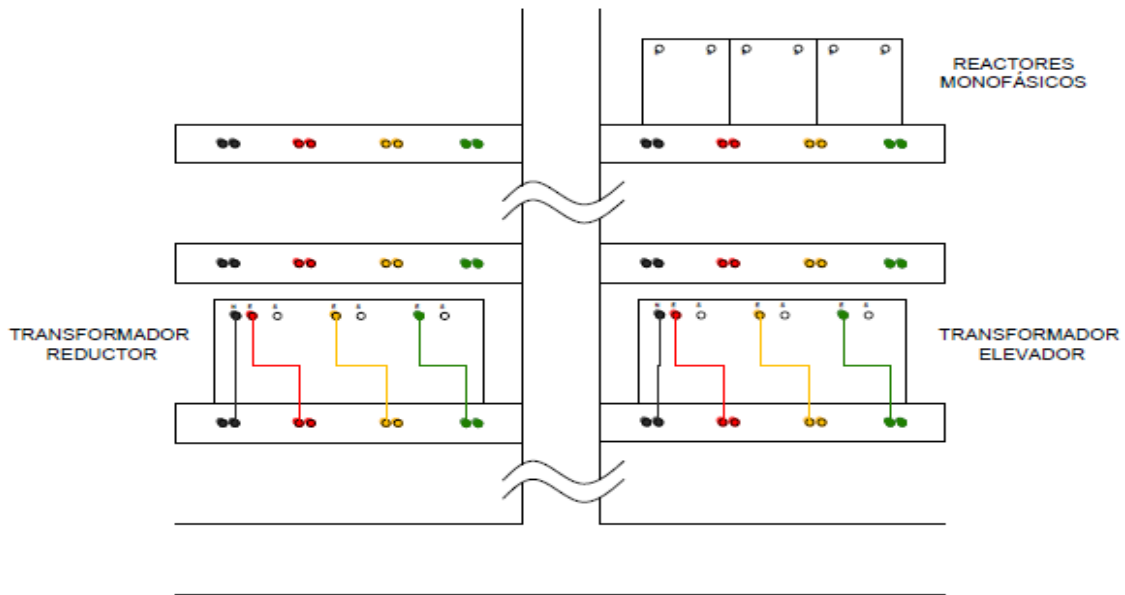 REACTORES
MONOFÁSICOS
TRANSFORMADOR
REDUCTOR
TRANSFORMADOR
ELEVADOR